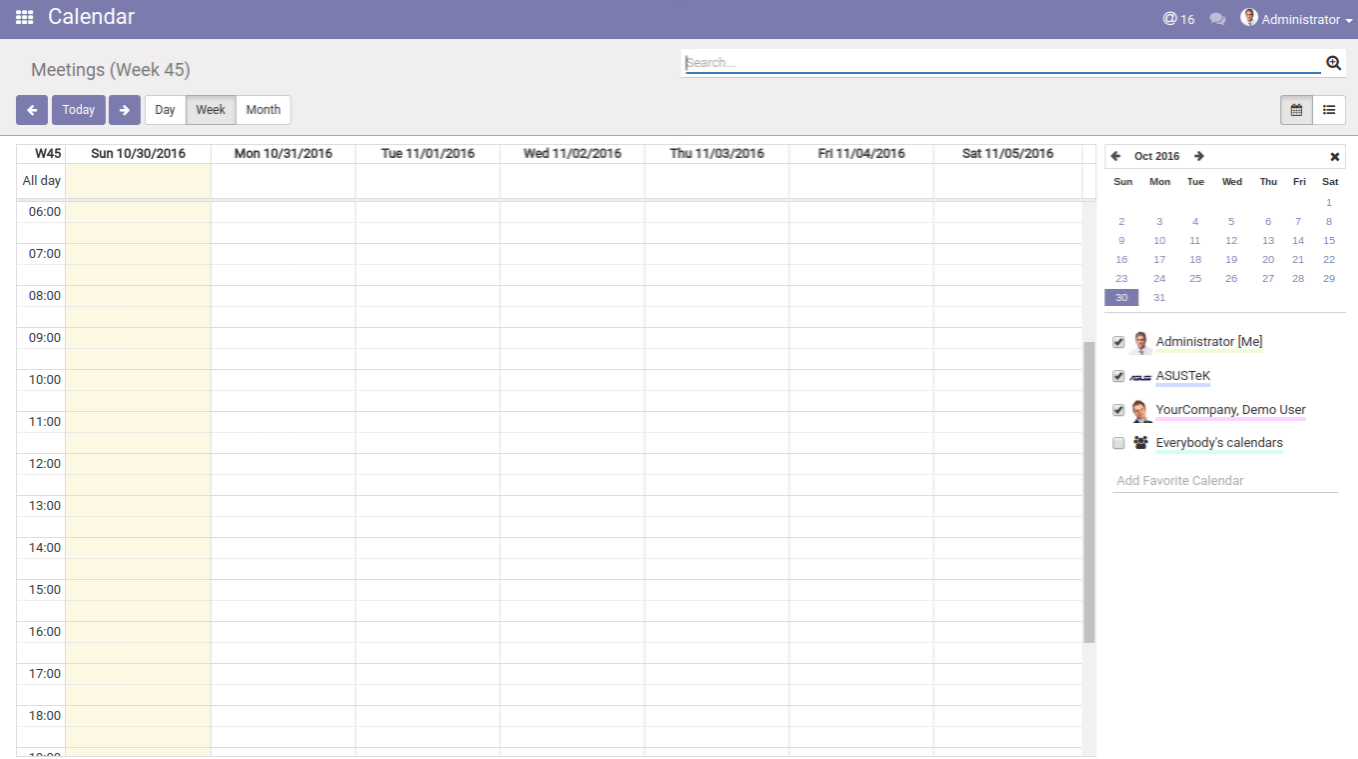 Calendar
@ 16 Administrator
Meetings (Week 45)
Search...
Today Day Week Month
W45 Sun 10/30/2016 Mon 10/31/2016 Tue 11/01/2016 Wed 11/02/2016 Thu 11/03/2016 Fri 11/04/2016 Sat 11/05/2016
All day
06:00
07:00
08:00
09:00
10:00
11:00
12:00
13:00
14:00
15:00
16:00
17:00
18:00
Oct 2016
Sun Mon Tue Wed Thu Fri Sat
1
2 3 4 5 6 7 8
9 10 11 12 13 14 15
16 17 18 19 20 21 22
23 24 25 26 27 28 29
30 31
Administrator [Me]
ASUS ASUSTeK
YourCompany, Demo User
Everybody's calendars
Add Favorite Calendar